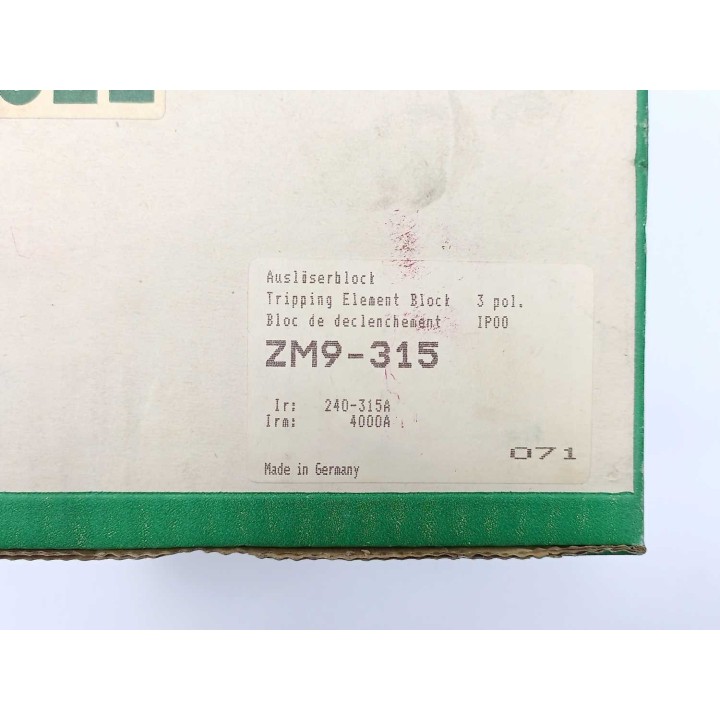 Auslöserblock
Tripping Element Block 3 pol.
Bloc de declenchement IP00
ZM9-315
Ir: 240-315A
Irm: 4000A
071
Made in Germany